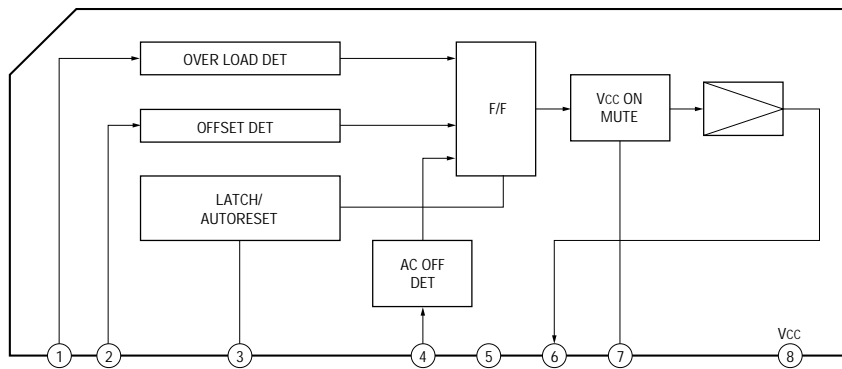 OVER LOAD DET
OFFSET DET
LATCH/
AUTORESET
F/F
VCC ON
MUTE
AC OFF
DET
VCC
1 2 3 4 5 6 7 8